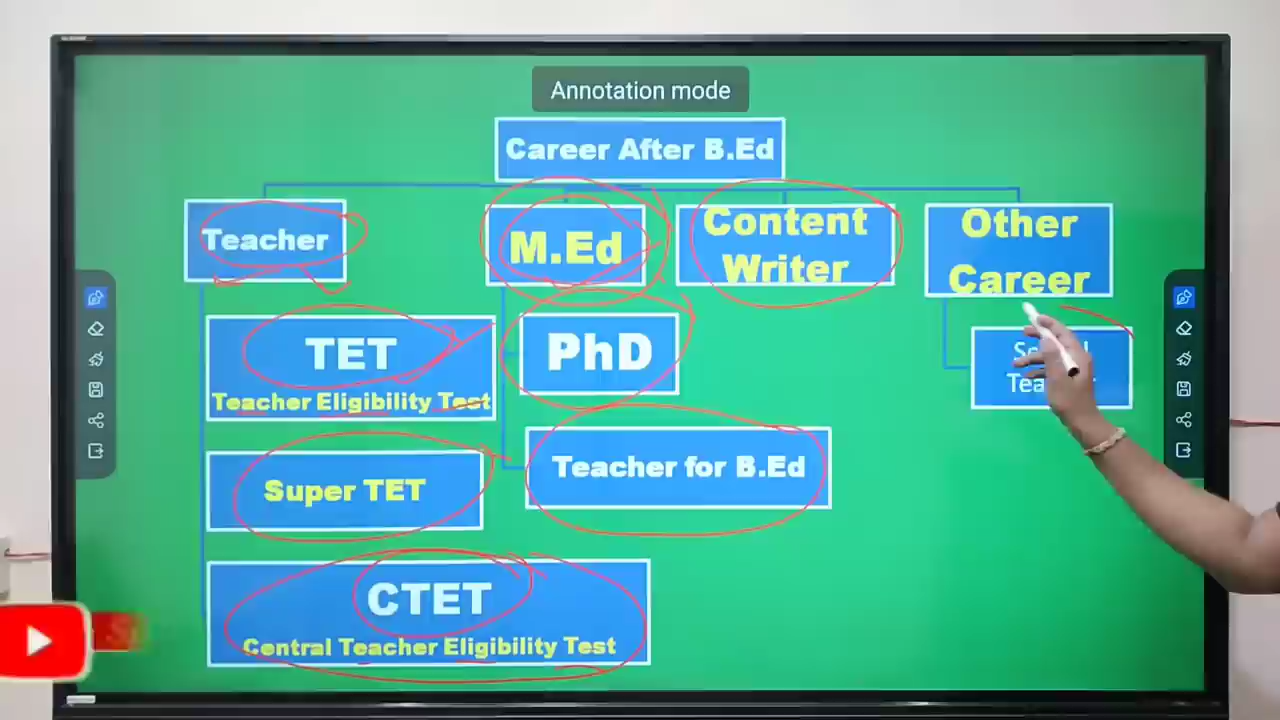 Annotation mode
Career After B.Ed
Teacher
M.Ed
Content
Writer
Other
Career
TET
Teacher Eligibility Test
PhD
Super TET
Teacher for B.Ed
CTET
Central Teacher Eligibility Test